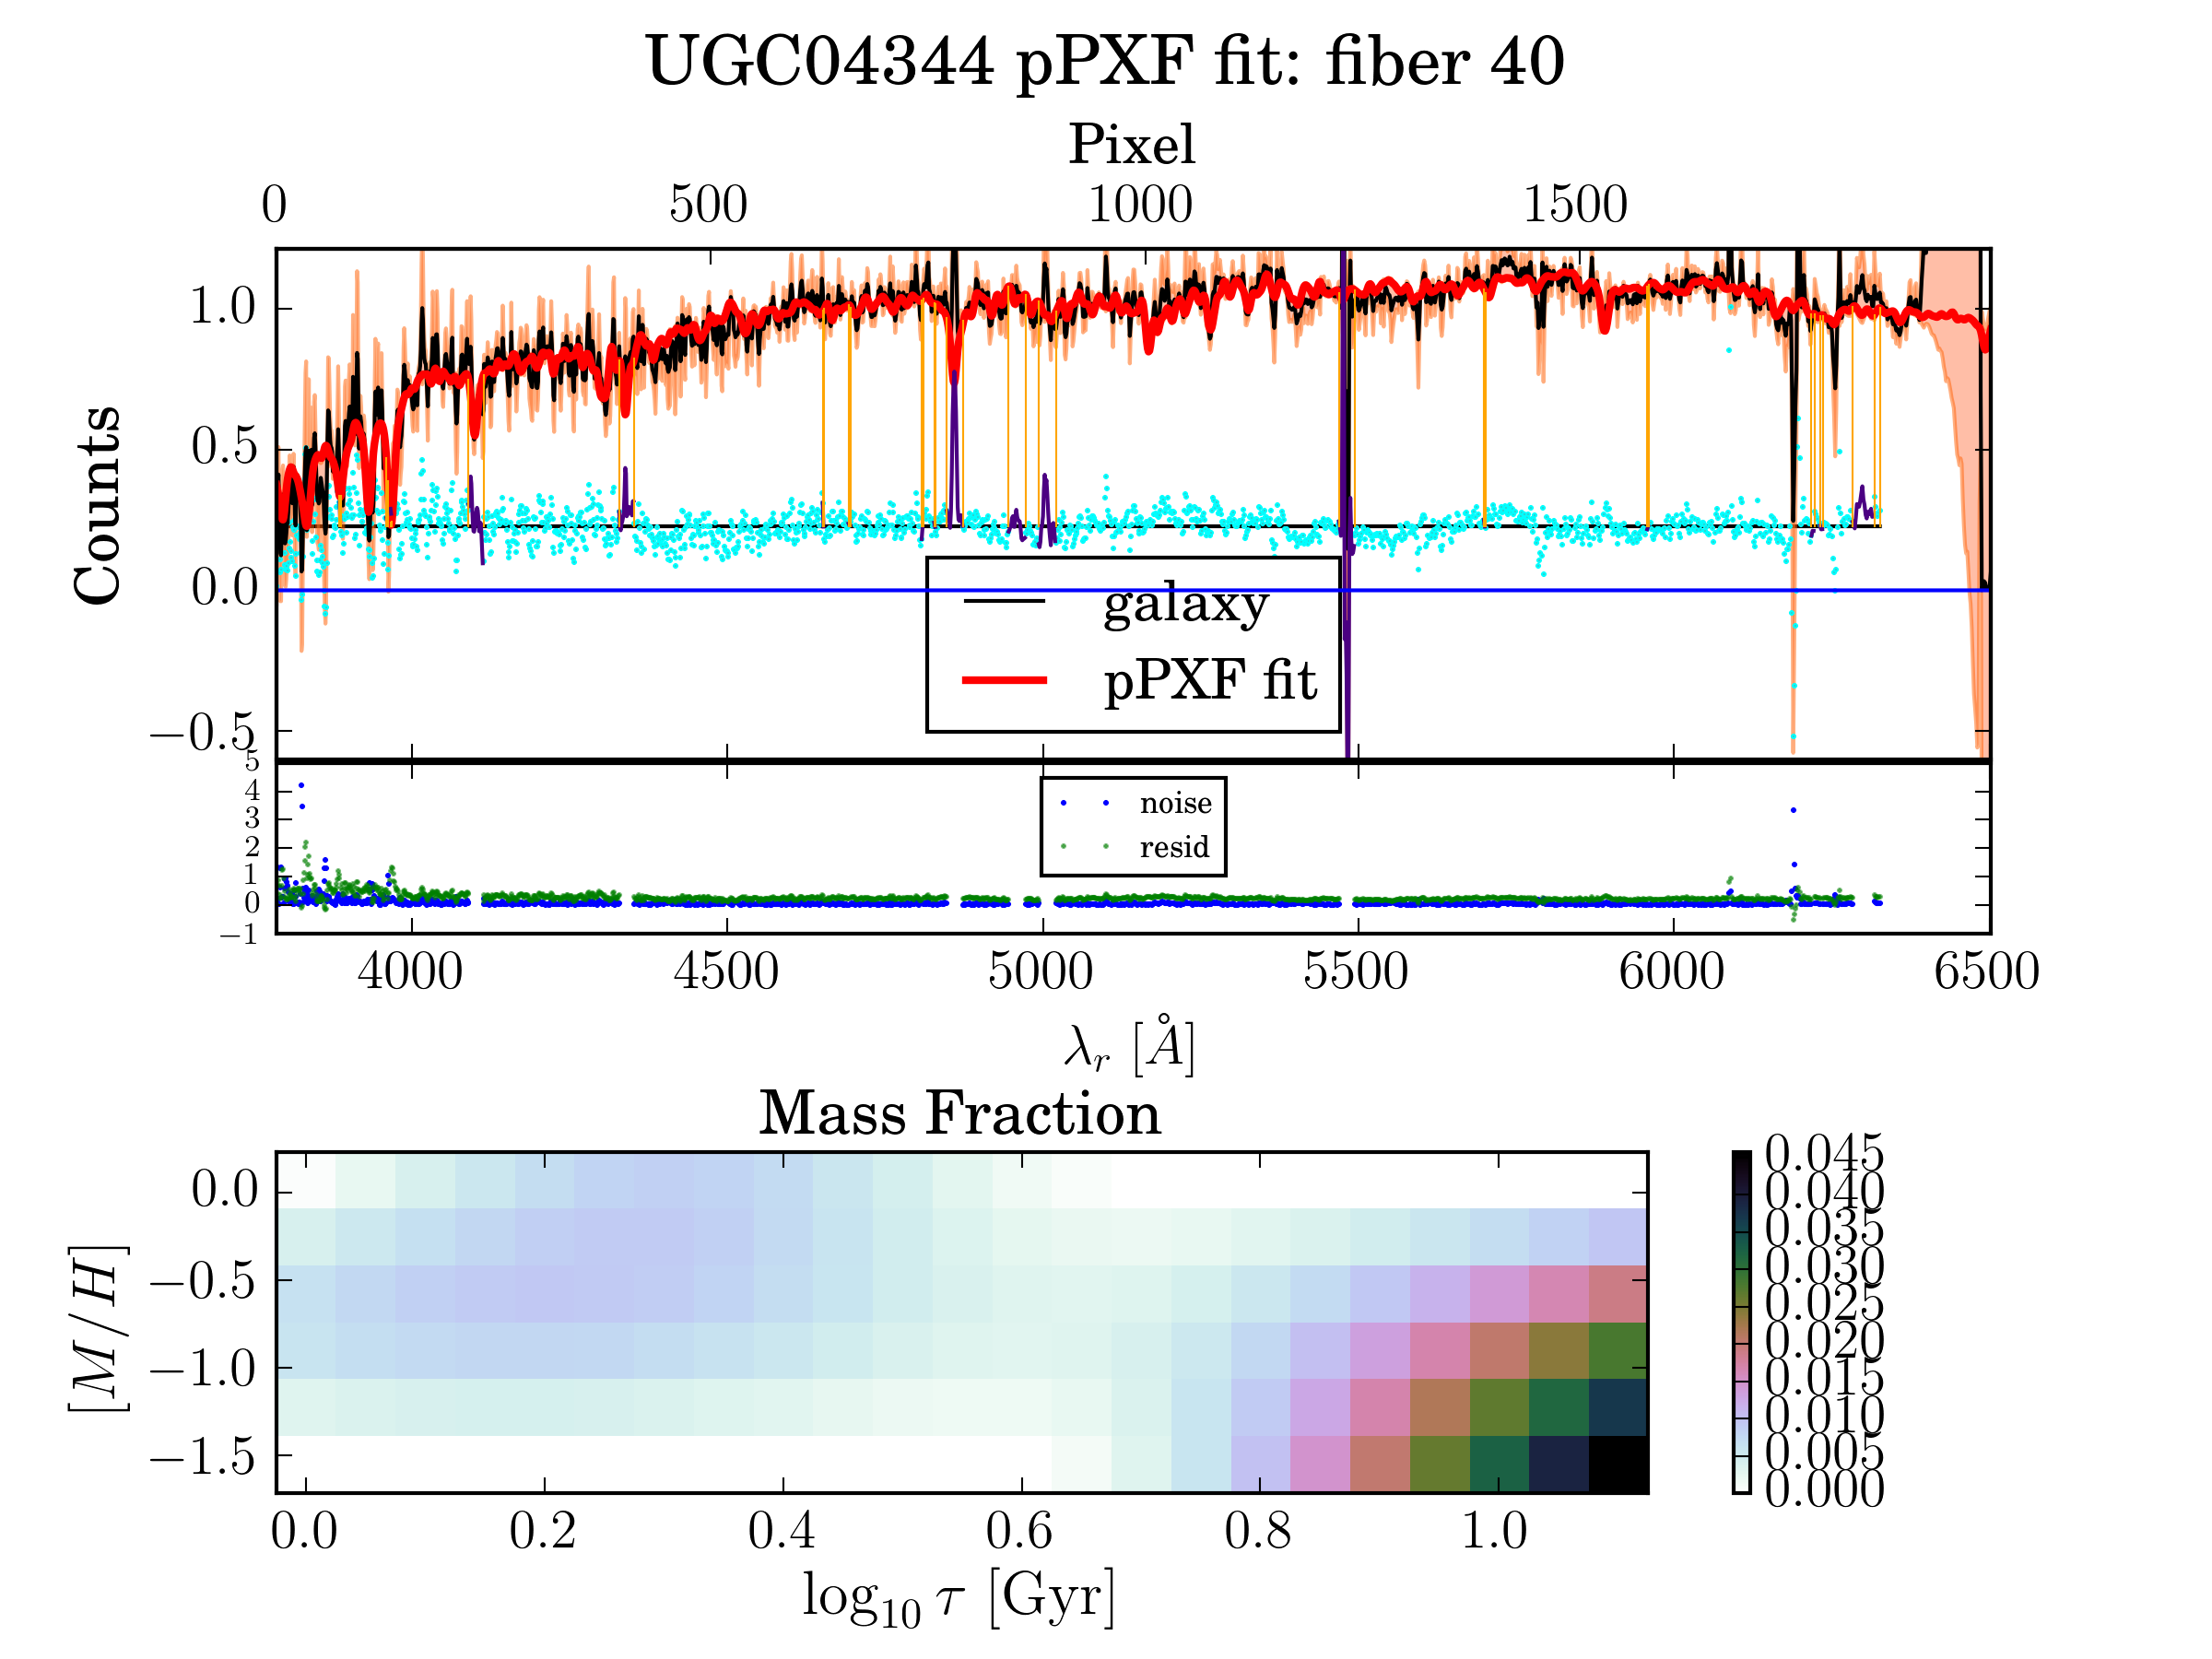 UGC04344 pPXF fit: fiber 40
Pixel
0 500 1000 1500
Counts
1.0
0.5
0.0
−0.5
galaxy
pPXF fit
5
4
3
2
1
0
−1
noise
resid
4000 4500 5000 5500 6000 6500
λr [Å]
Mass Fraction
[M/H]
0.0
−0.5
−1.0
−1.5
0.0 0.2 0.4 0.6 0.8 1.0
log10 τ [Gyr]
0.045
0.040
0.035
0.030
0.025
0.020
0.015
0.010
0.005
0.000